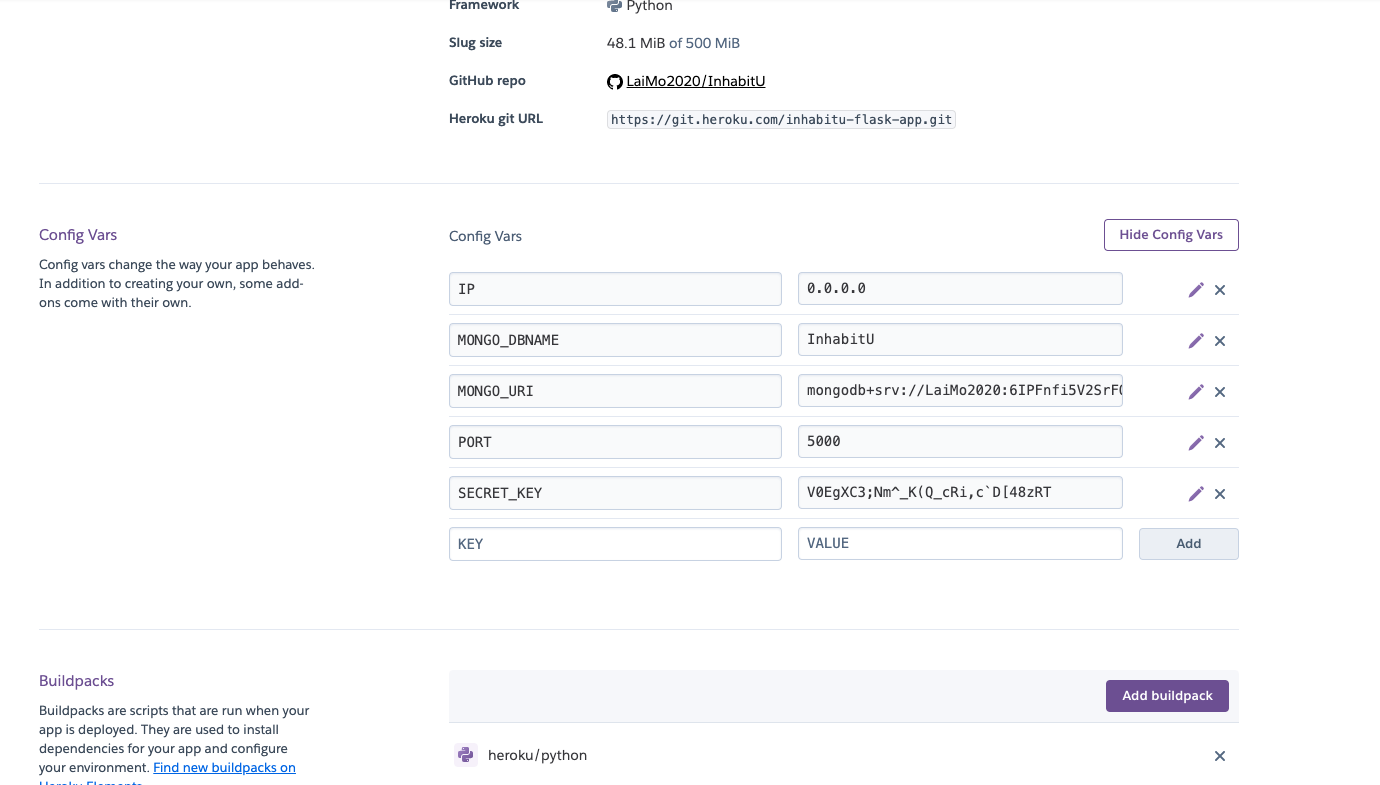 Framework Python
Slug size 48.1 MiB of 500 MiB
GitHub repo LaiMo2020/InhabitU
Heroku git URL https://git.heroku.com/inhabitu-flask-app.git
Config Vars
Config vars change the way your app behaves.
In addition to creating your own, some add-
ons come with their own.
Config Vars Hide Config Vars
IP 0.0.0.0
MONGO_DBNAME InhabitU
MONGO_URI mongodb+srv://LaiMo2020:6IPFnfi5V2SrF
PORT 5000
SECRET_KEY V0EgXC3;Nm^_K(Q_cRi,c`D[48zRT
KEY VALUE Add
Buildpacks
Buildpacks are scripts that are run when your
app is deployed. They are used to install
dependencies for your app and configure
your environment. Find new buildpacks on
Add buildpack
heroku/python